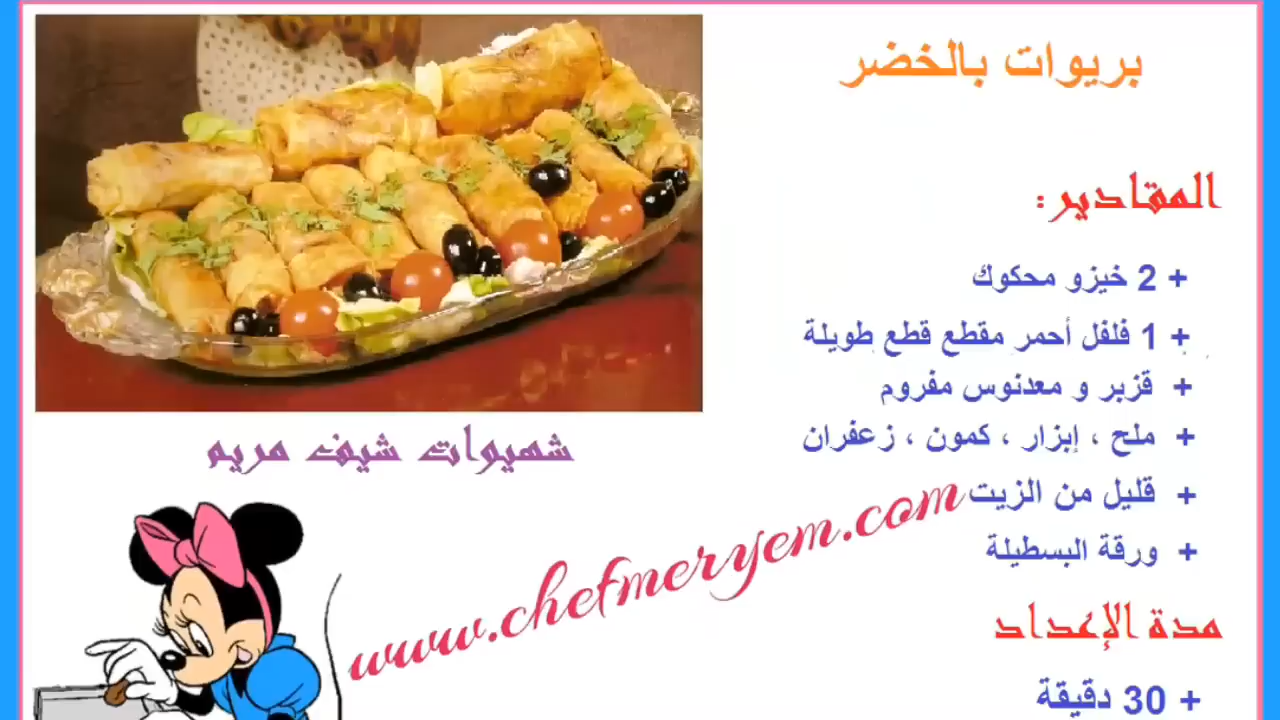 بريوات بالخضر
المقادير:
+ 2 خيزو محكوك
+ 1 فلفل أحمر مقطع قطع طويلة
+ قزبر و معدنوس مفروم
+ ملح ، إبزار ، كمون ، زعفران
+ قليل من الزيت
+ ورقة البسطيلة
مدة الإعداد
+ 30 دقيقة
شهيوات شيف مريم
www.chefmeryem.com